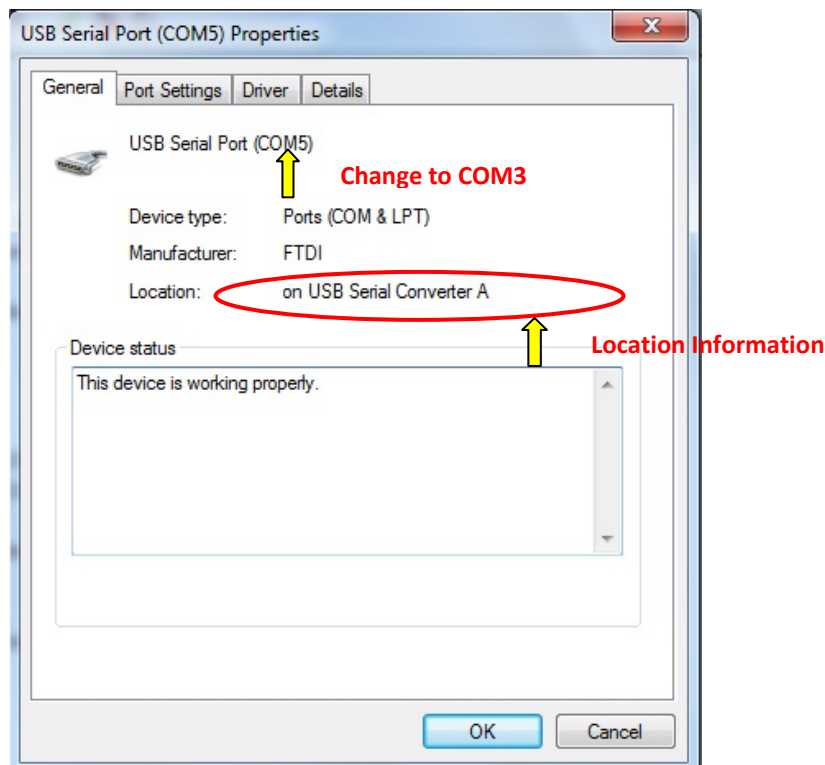 USB Serial Port (COM5) Properties
General Port Settings Driver Details
USB Serial Port (COM5)
Change to COM3
Device type: Ports (COM & LPT)
Manufacturer: FTDI
Location: on USB Serial Converter A
Location Information
Device status
This device is working properly.
OK Cancel